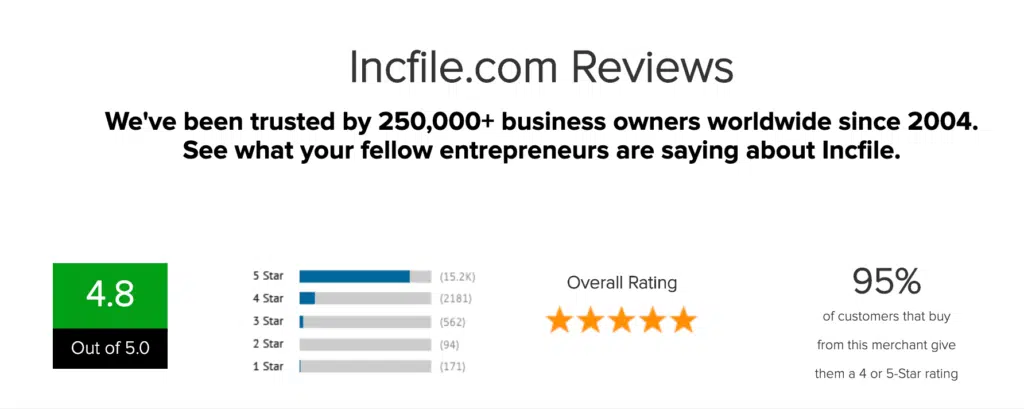 Incfile.com Reviews
We've been trusted by 250,000+ business owners worldwide since 2004.
See what your fellow entrepreneurs are saying about Incfile.
4.8
Out of 5.0
5 Star (15.2K)
4 Star (2181)
3 Star (562)
2 Star (94)
1 Star (171)
Overall Rating
95%
of customers that buy
from this merchant give
them a 4 or 5-Star rating